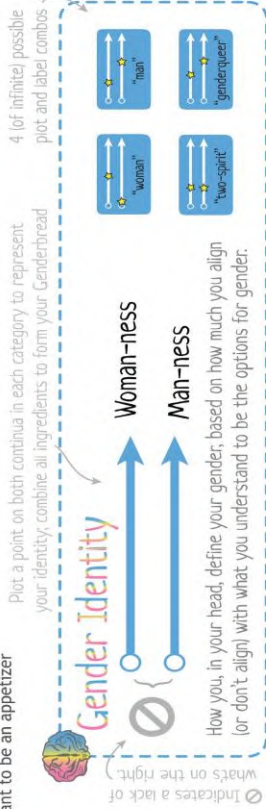 ant to be an appetizer
Plot a point on both continua in each category to represent
your identity; combine all ingredients to form your Genderbread
4 (of infinite) possible
plot and label combos
Gender Identity
Woman-ness
Man-ness
"woman"
"man"
"two-spirit"
"genderqueer"
How you, in your head, define your gender, based on how much you align
(or don't align) with what you understand to be the options for gender.
Indicates a lack of
what's on the right.